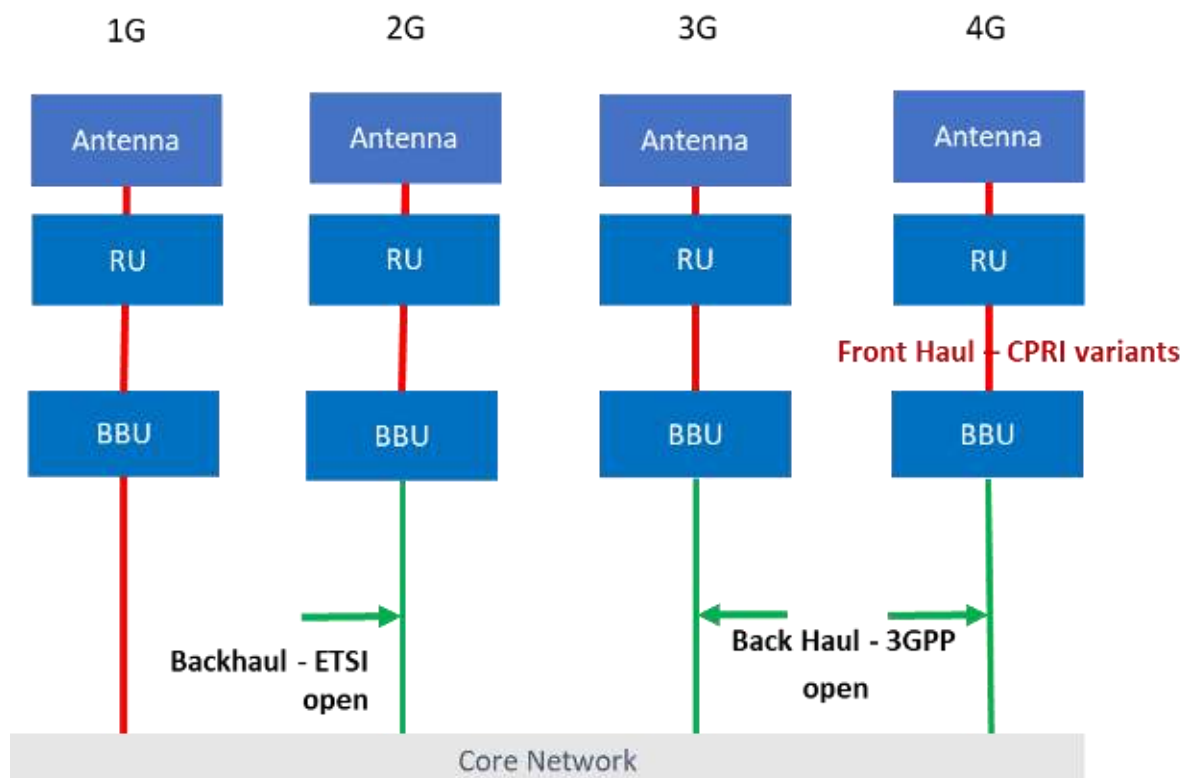 1G
2G
3G
4G
Antenna
Antenna
Antenna
Antenna
RU
RU
RU
RU
Front Haul – CPRI variants
BBU
BBU
BBU
BBU
Backhaul - ETSI
open
Back Haul - 3GPP
open
Core Network